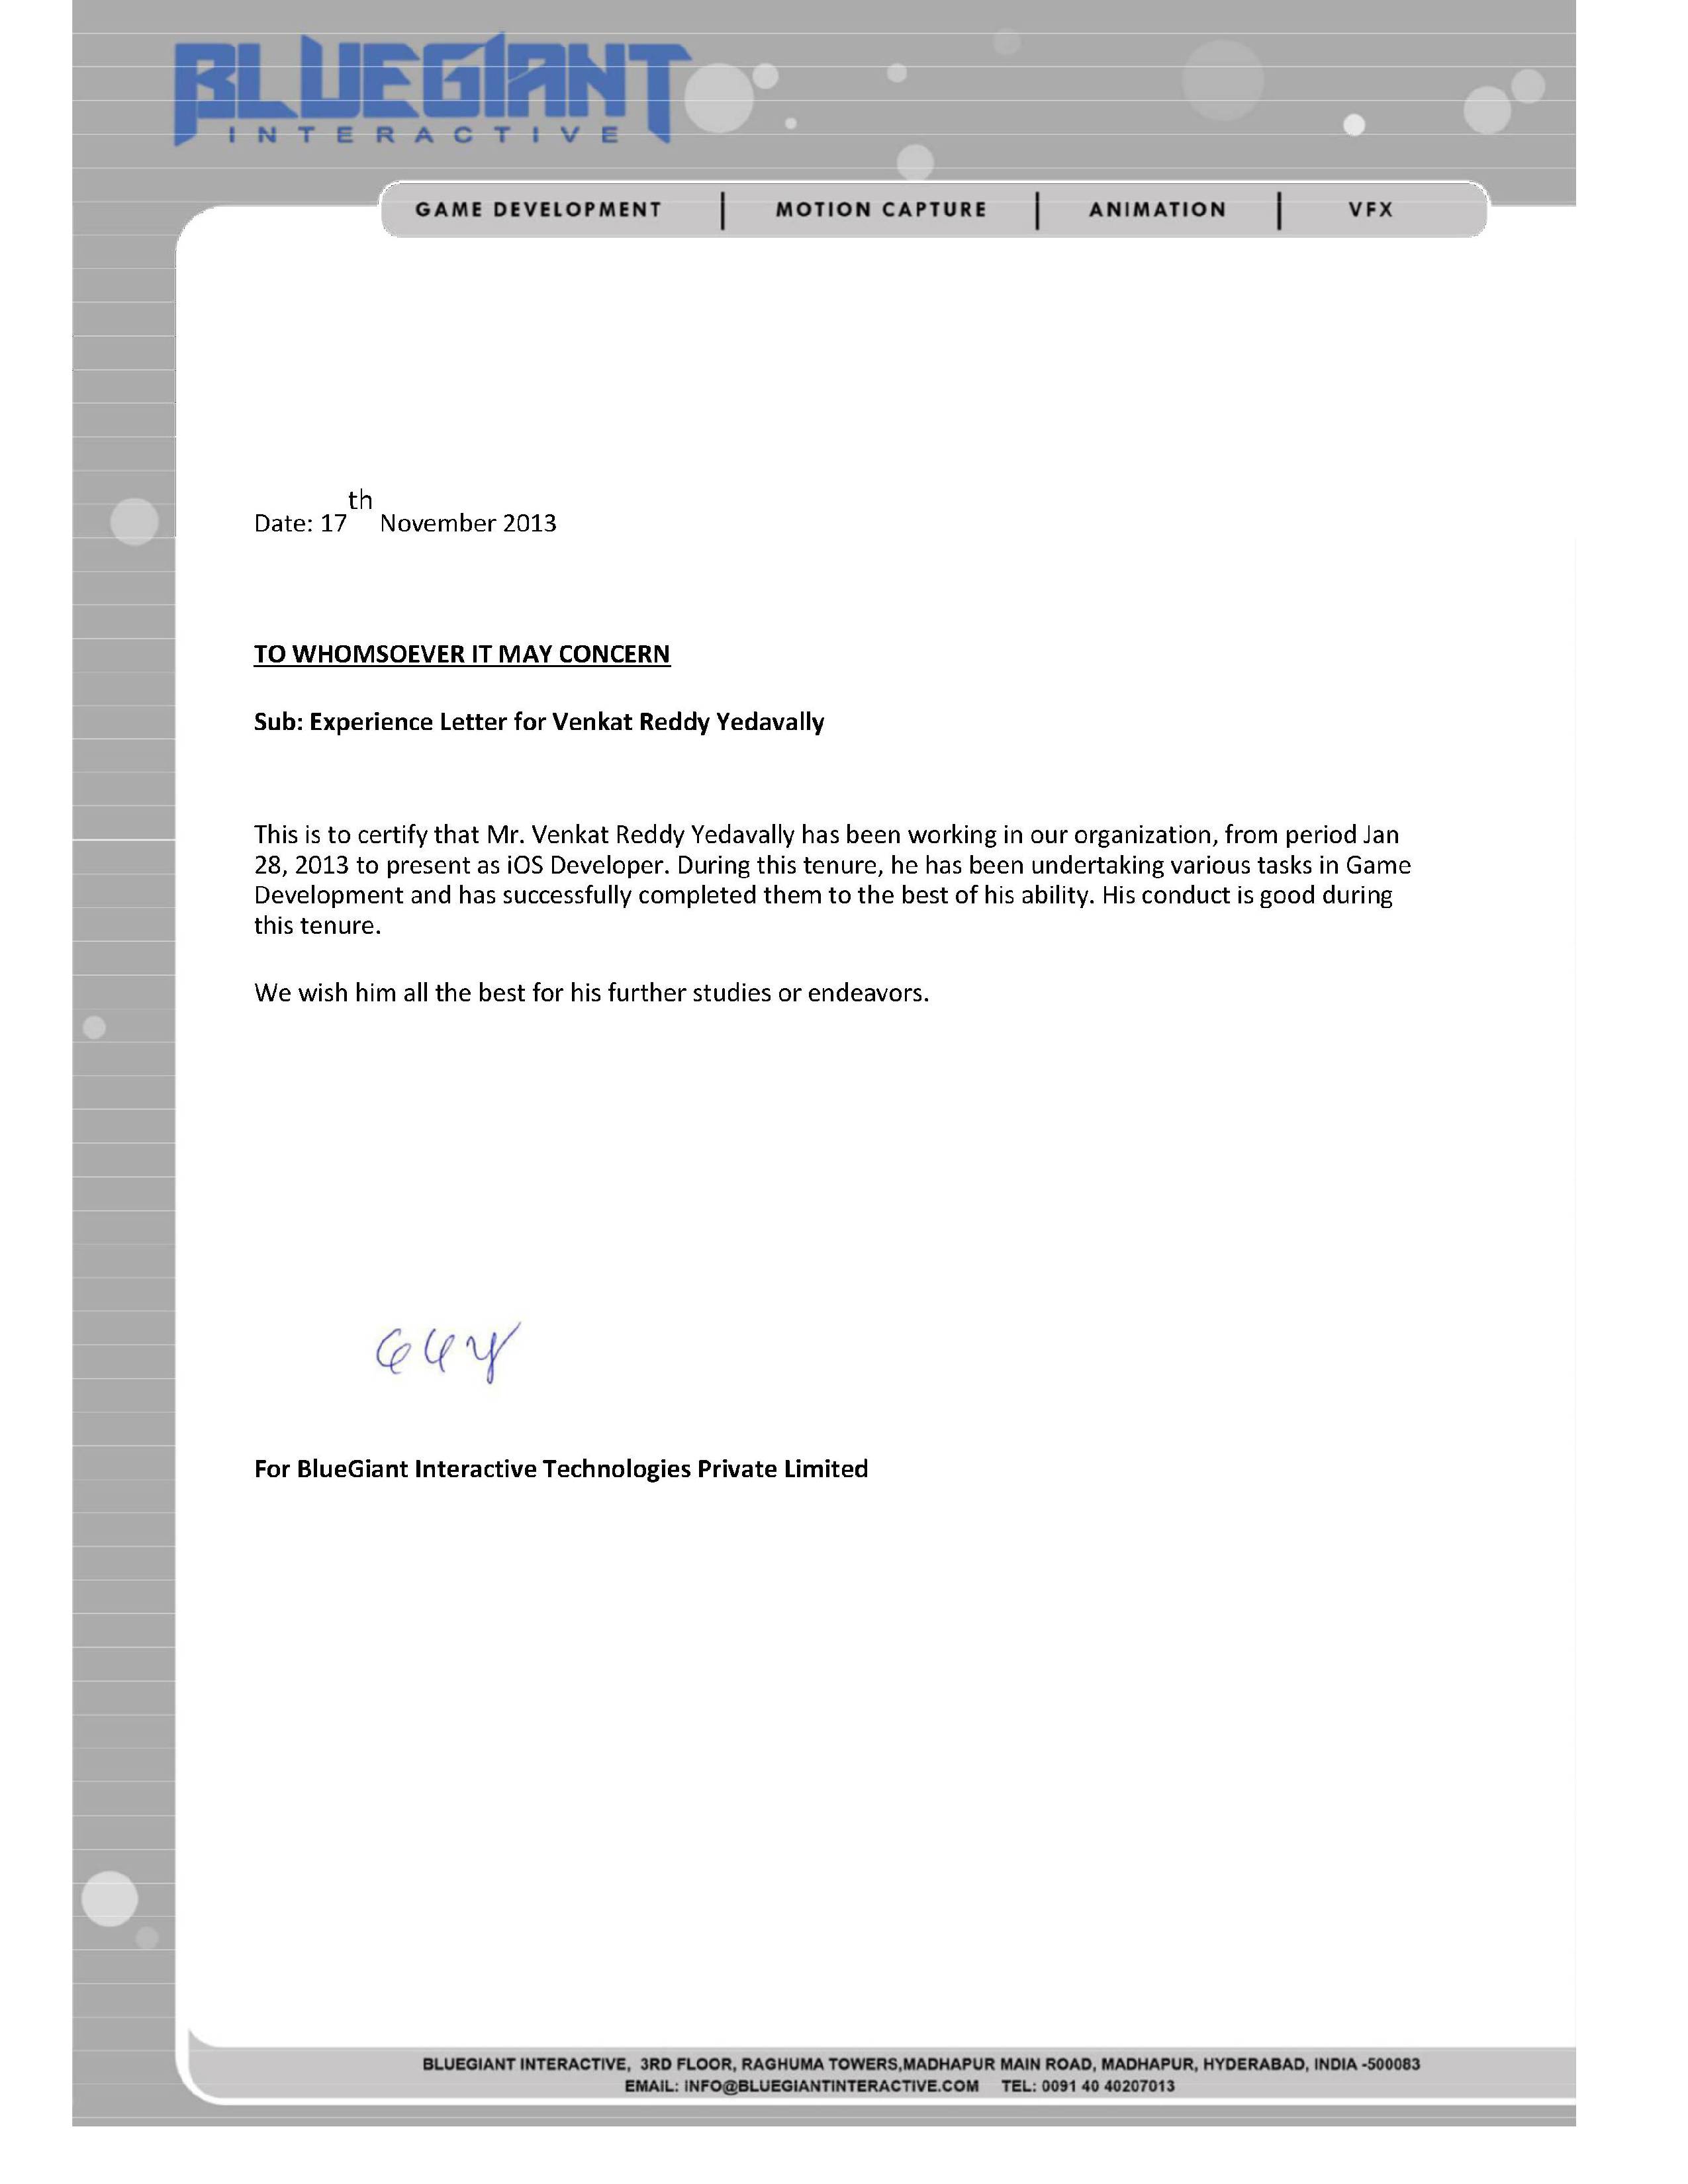 BLUEGIANT
INTERACTIVE
GAME DEVELOPMENT | MOTION CAPTURE | ANIMATION | VFX
Date: 17th November 2013
TO WHOMSOEVER IT MAY CONCERN
Sub: Experience Letter for Venkat Reddy Yedavally
This is to certify that Mr. Venkat Reddy Yedavally has been working in our organization, from period Jan
28, 2013 to present as iOS Developer. During this tenure, he has been undertaking various tasks in Game
Development and has successfully completed them to the best of his ability. His conduct is good during
this tenure.
We wish him all the best for his further studies or endeavors.
For BlueGiant Interactive Technologies Private Limited
BLUEGIANT INTERACTIVE, 3RD FLOOR, RAGHUMA TOWERS,MADHAPUR MAIN ROAD, MADHAPUR, HYDERABAD, INDIA -500083
EMAIL: INFO@BLUEGIANTINTERACTIVE.COM TEL: 0091 40 40207013